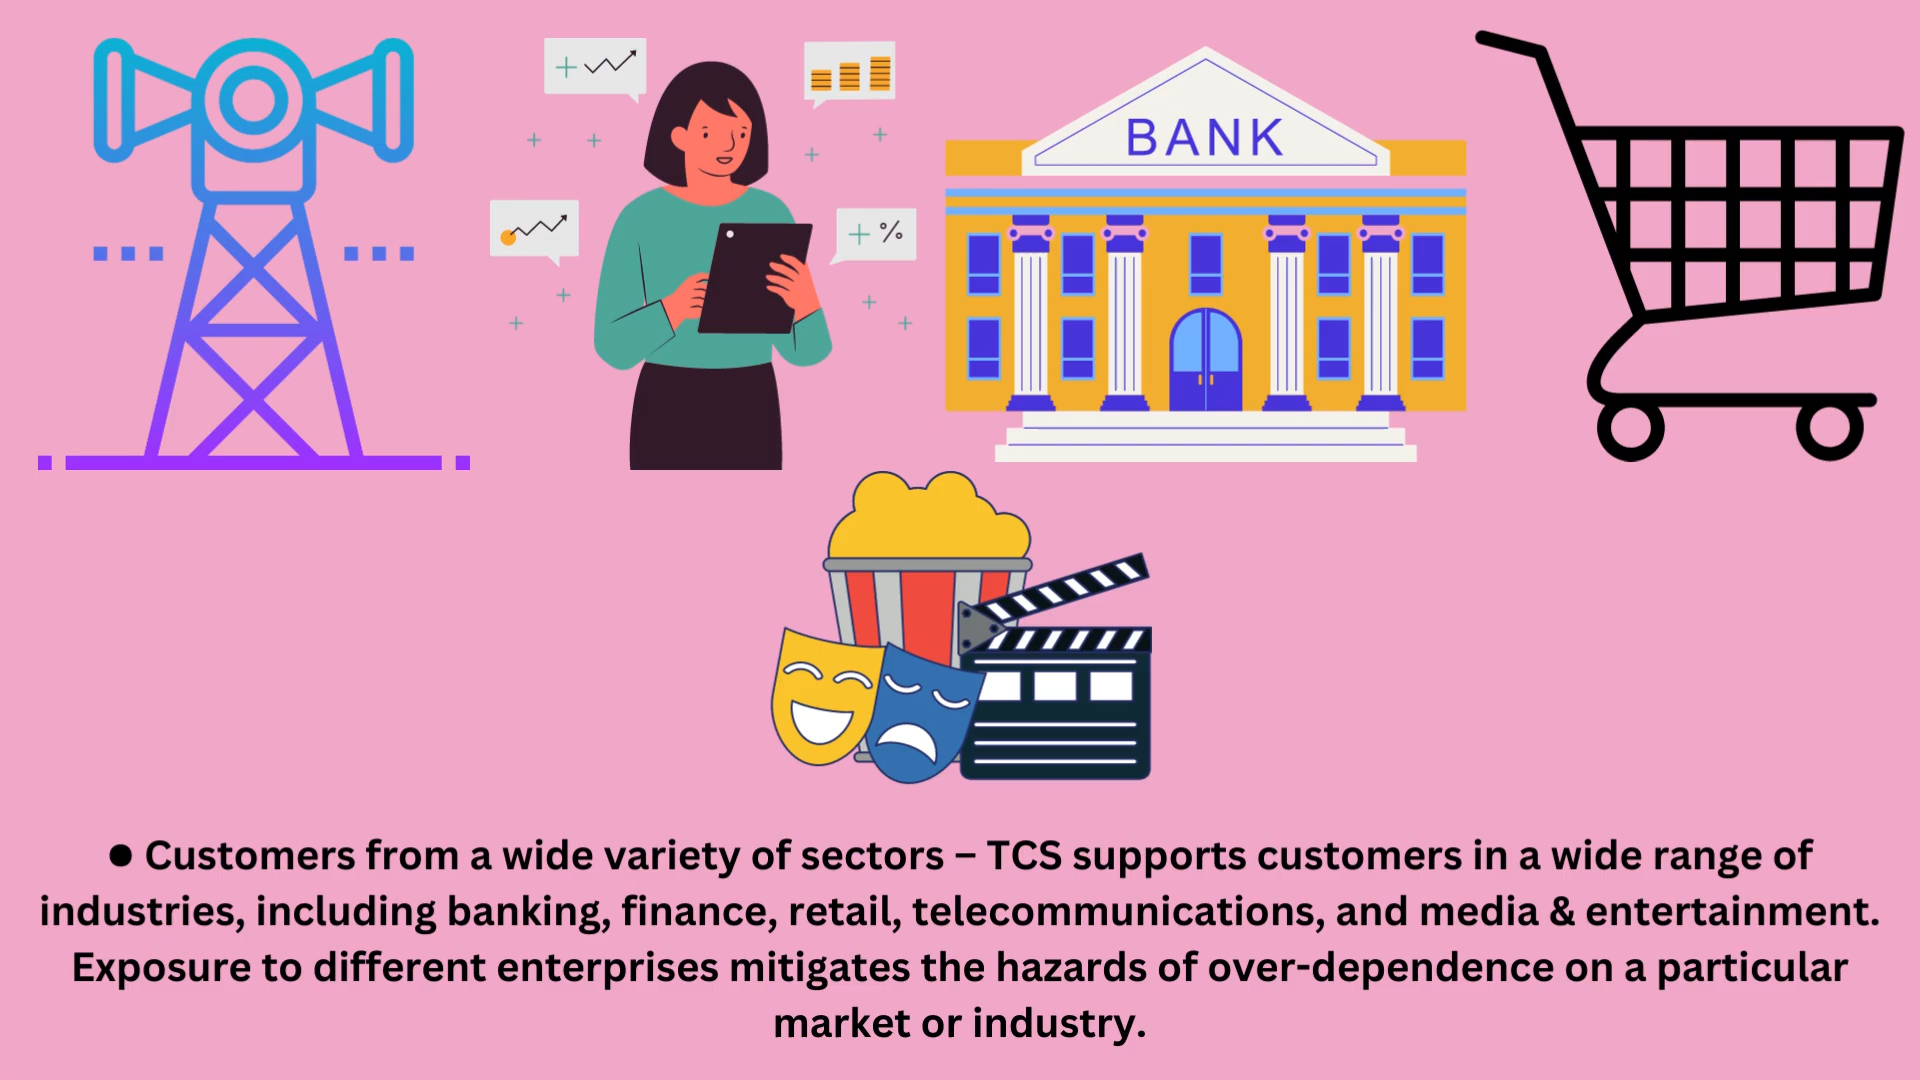 +
+ %
BANK
● Customers from a wide variety of sectors – TCS supports customers in a wide range of
industries, including banking, finance, retail, telecommunications, and media & entertainment.
Exposure to different enterprises mitigates the hazards of over-dependence on a particular
market or industry.